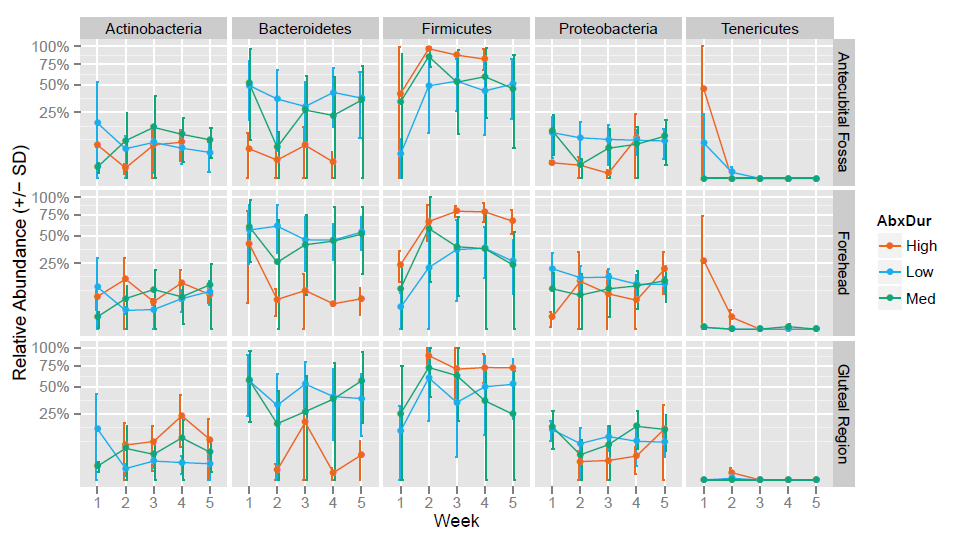 Actinobacteria Bacteroidetes Firmicutes Proteobacteria Tenericutes
100%
75%
50%
25%
Antecubital Fossa
100%
75%
50%
25%
Forehead
100%
75%
50%
25%
Gluteal Region
Relative Abundance (+/− SD)
1 2 3 4 5 1 2 3 4 5 1 2 3 4 5 1 2 3 4 5 1 2 3 4 5
Week
AbxDur
High
Low
Med